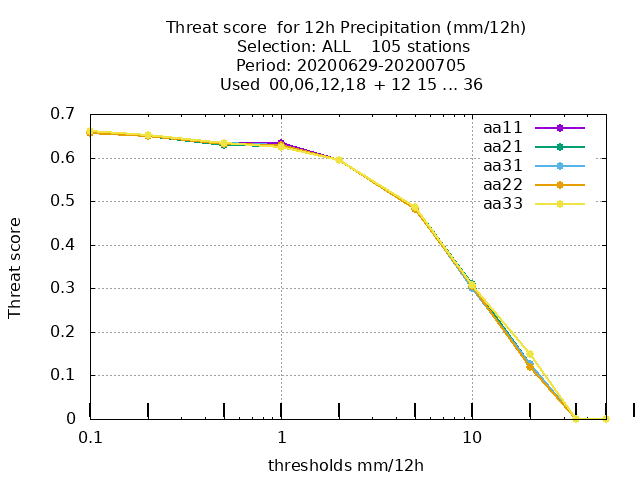 Threat score  for 12h Precipitation (mm/12h)
Selection: ALL    105 stations
Period: 20200629-20200705
Used  00,06,12,18  + 12 15 ... 36
0.7
0.6
0.5
0.4
0.3
0.2
0.1
0
Threat score
aa11
aa21
aa31
aa22
aa33
0.1
1
10
thresholds mm/12h